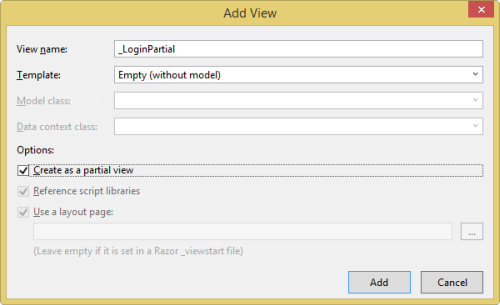 Add View
View name: _LoginPartial
Template: Empty (without model)
Model class:
Data context class:
Options:
Create as a partial view
Reference script libraries
Use a layout page:
...
(Leave empty if it is set in a Razor _viewstart file)
Add Cancel